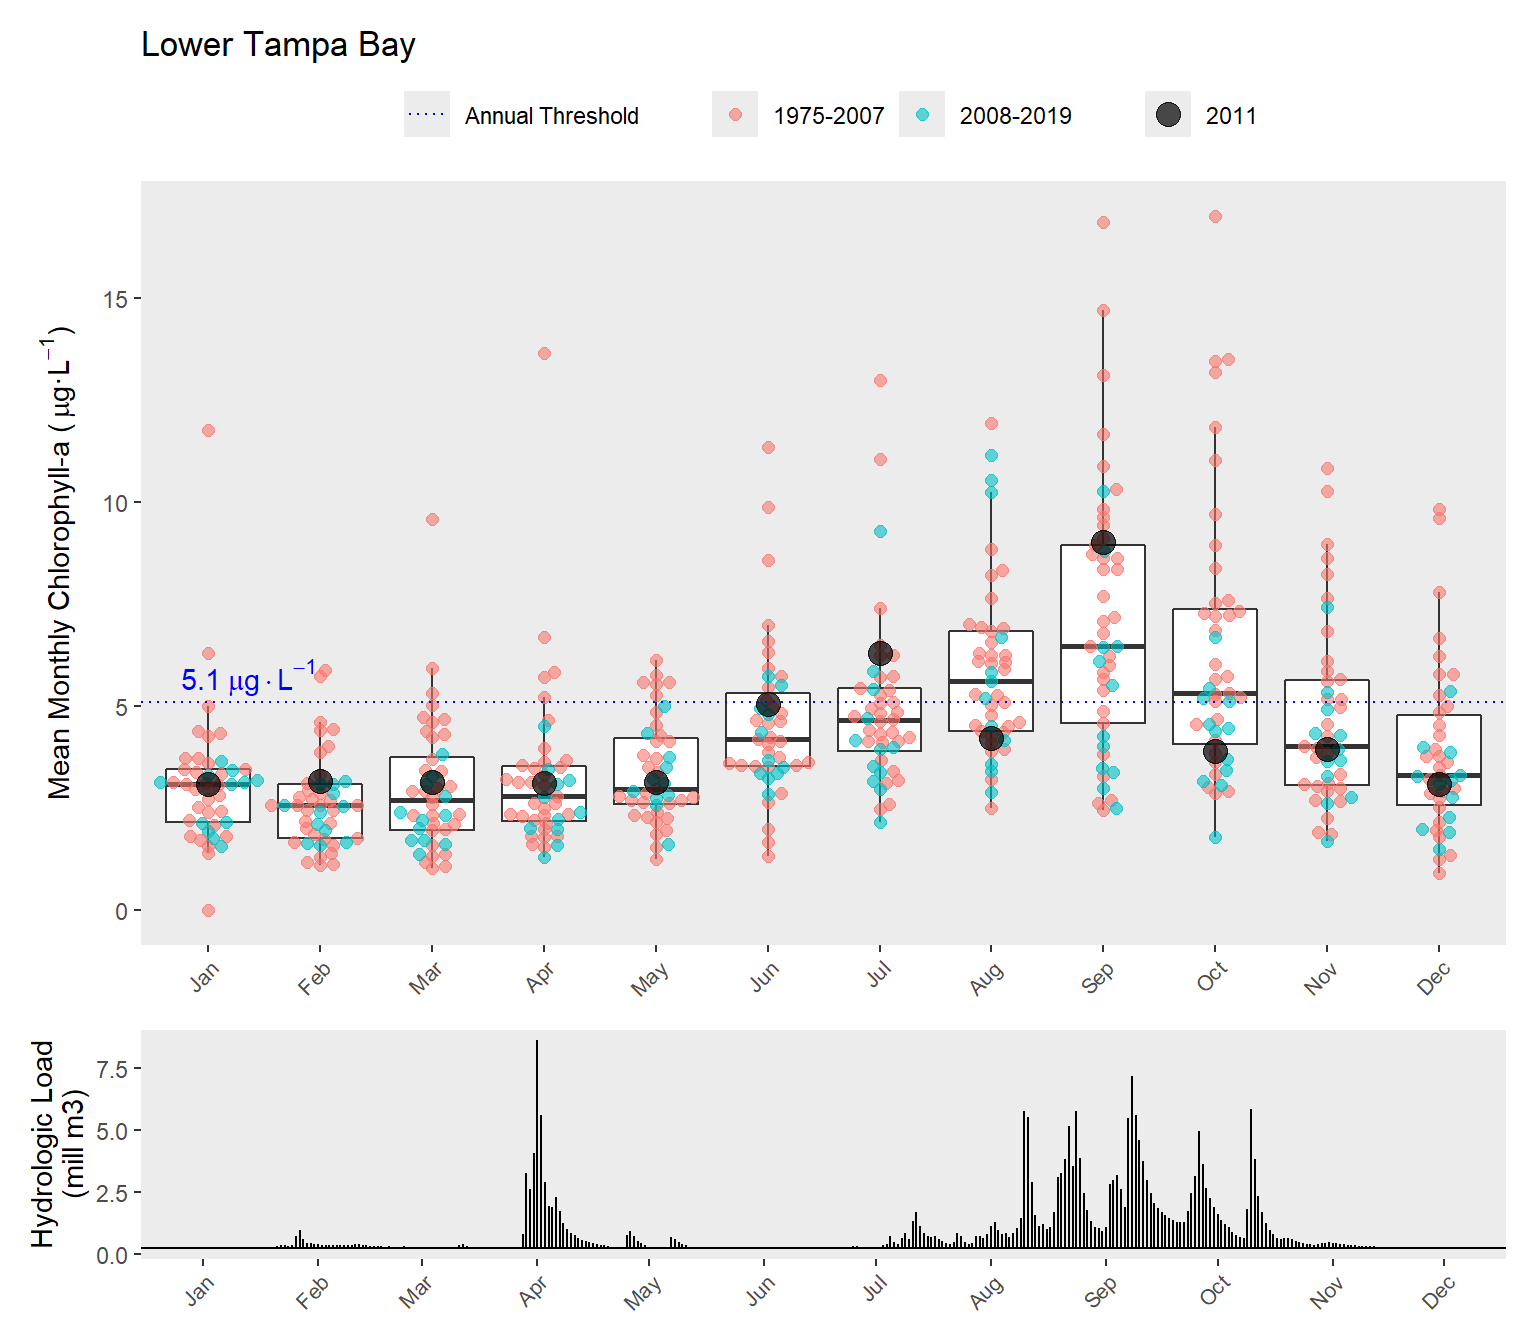 Lower Tampa Bay
Annual Threshold 1975-2007 2008-2019 2011
Mean Monthly Chlorophyll-a ( μg·L⁻¹)
15
10
5
0
5.1 μg·L⁻¹
Jan Feb Mar Apr May Jun Jul Aug Sep Oct Nov Dec
Hydrologic Load
(mill m3)
7.5
5.0
2.5
0.0
Jan Feb Mar Apr May Jun Jul Aug Sep Oct Nov Dec